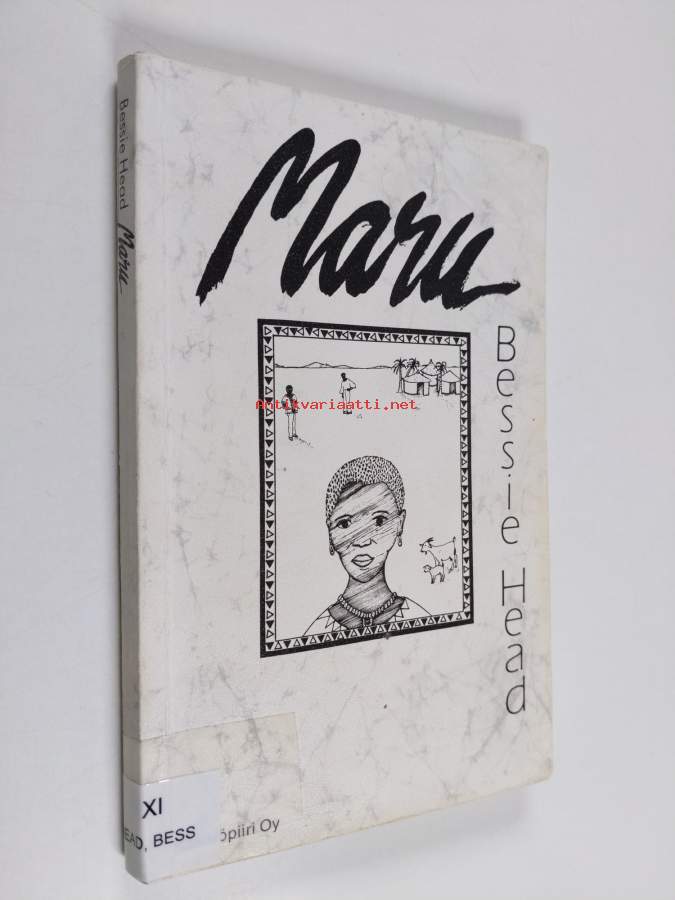 Bessie Head Maru
Maru
Bessie Head
Antikvariaatti.net
XI
EAD, BESS
öpiiri Oy